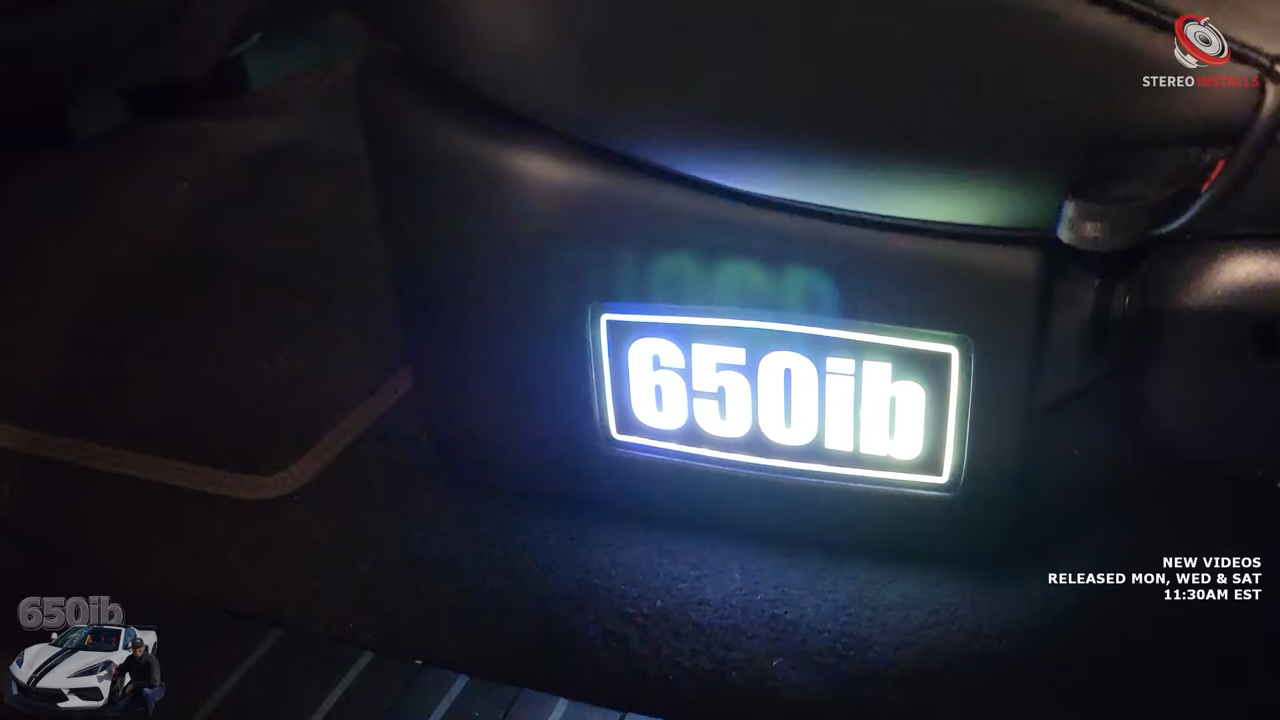 STEREO INSTALLS
650ib
NEW VIDEOS
RELEASED MON, WED & SAT
11:30AM EST
650ib